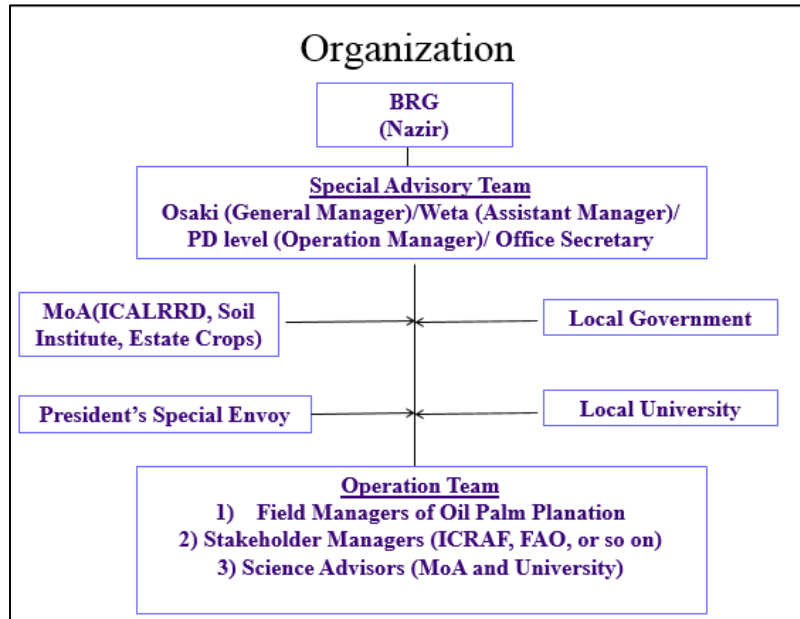 Organization
BRG
(Nazir)
Special Advisory Team
Osaki (General Manager)/Weta (Assistant Manager)/
PD level (Operation Manager)/ Office Secretary
MoA(ICALRRD, Soil
Institute, Estate Crops)
Local Government
President's Special Envoy
Local University
Operation Team
1) Field Managers of Oil Palm Planation
2) Stakeholder Managers (ICRAF, FAO, or so on)
3) Science Advisors (MoA and University)